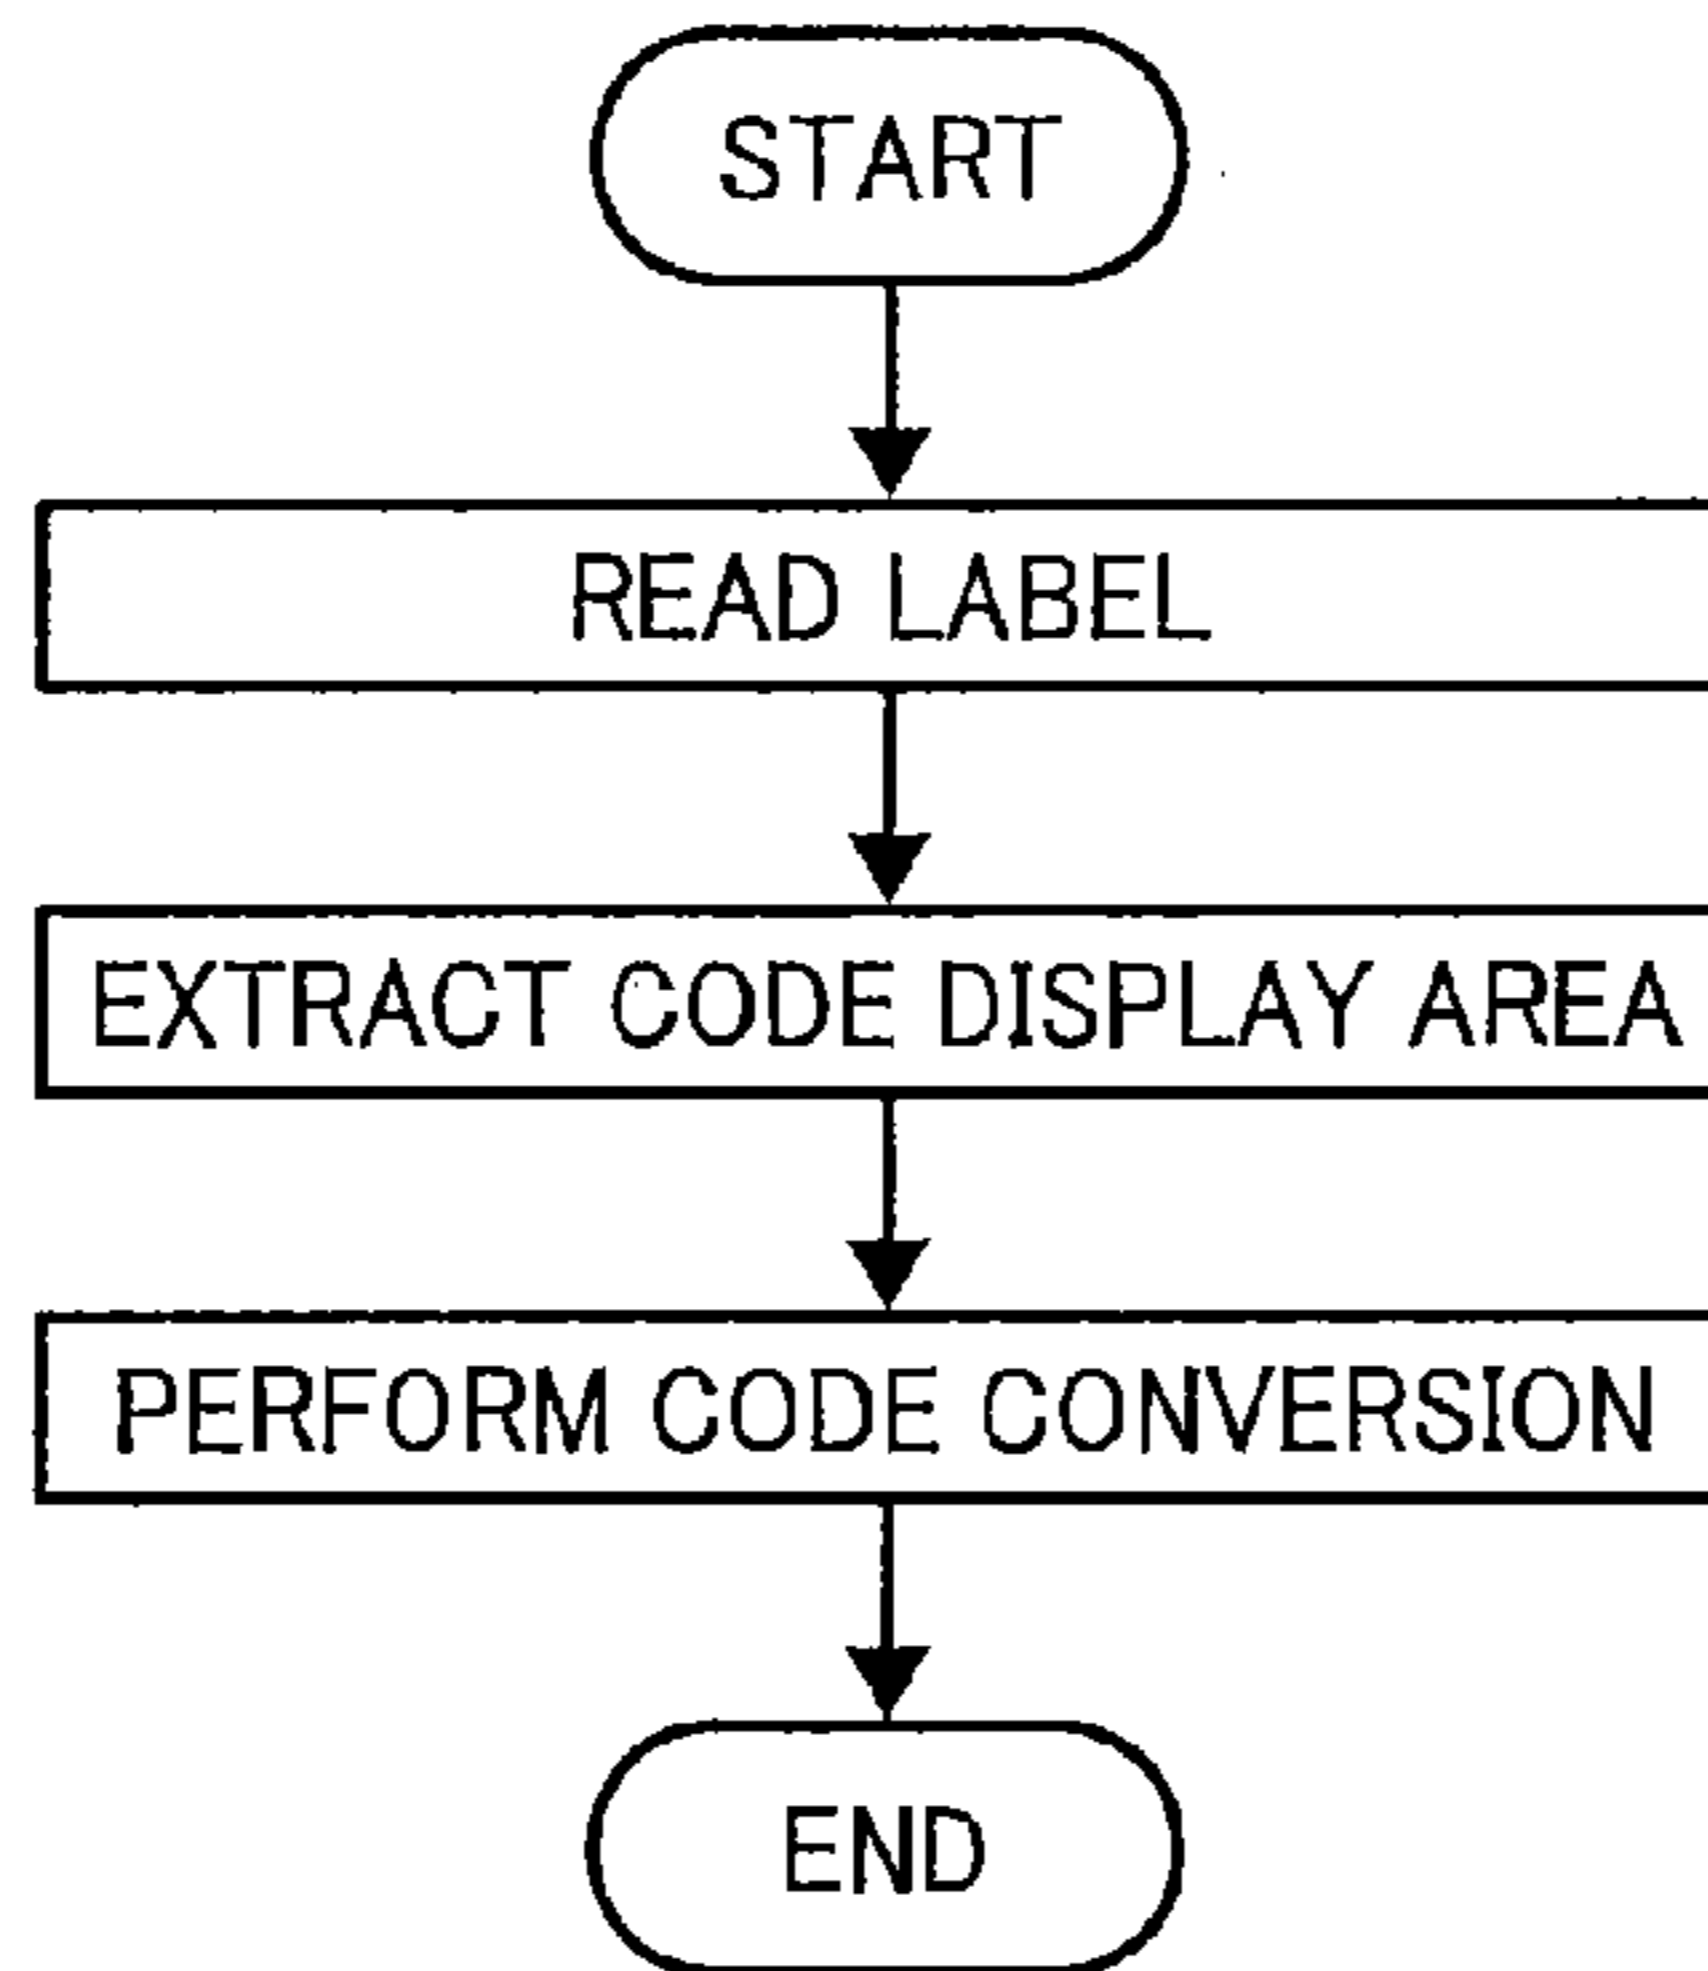 START
READ LABEL
EXTRACT CODE DISPLAY AREA
PERFORM CODE CONVERSION
END